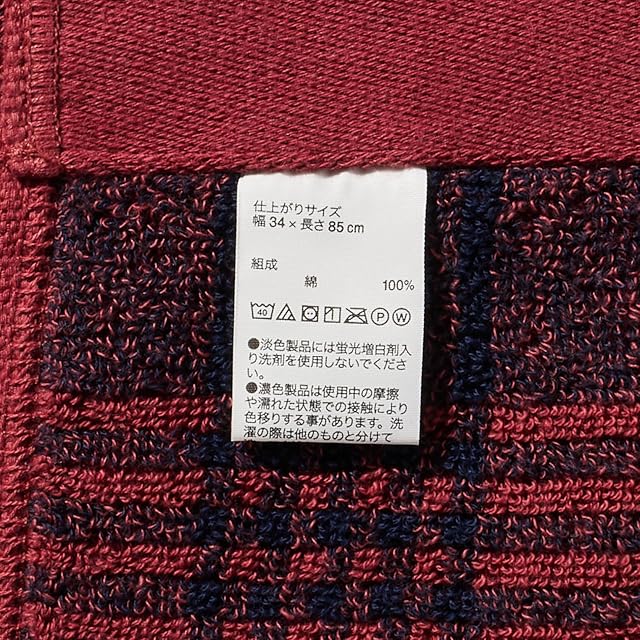 仕上がりサイズ
幅 34 × 長さ 85 cm
組成
綿 100%
40 P W
●淡色製品には蛍光増白剤入
り洗剤を使用しないでくださ
い。
●濃色製品は使用中の摩擦
や濡れた状態での接触により
色移りする事があります。洗
濯の際は他のものと分けて